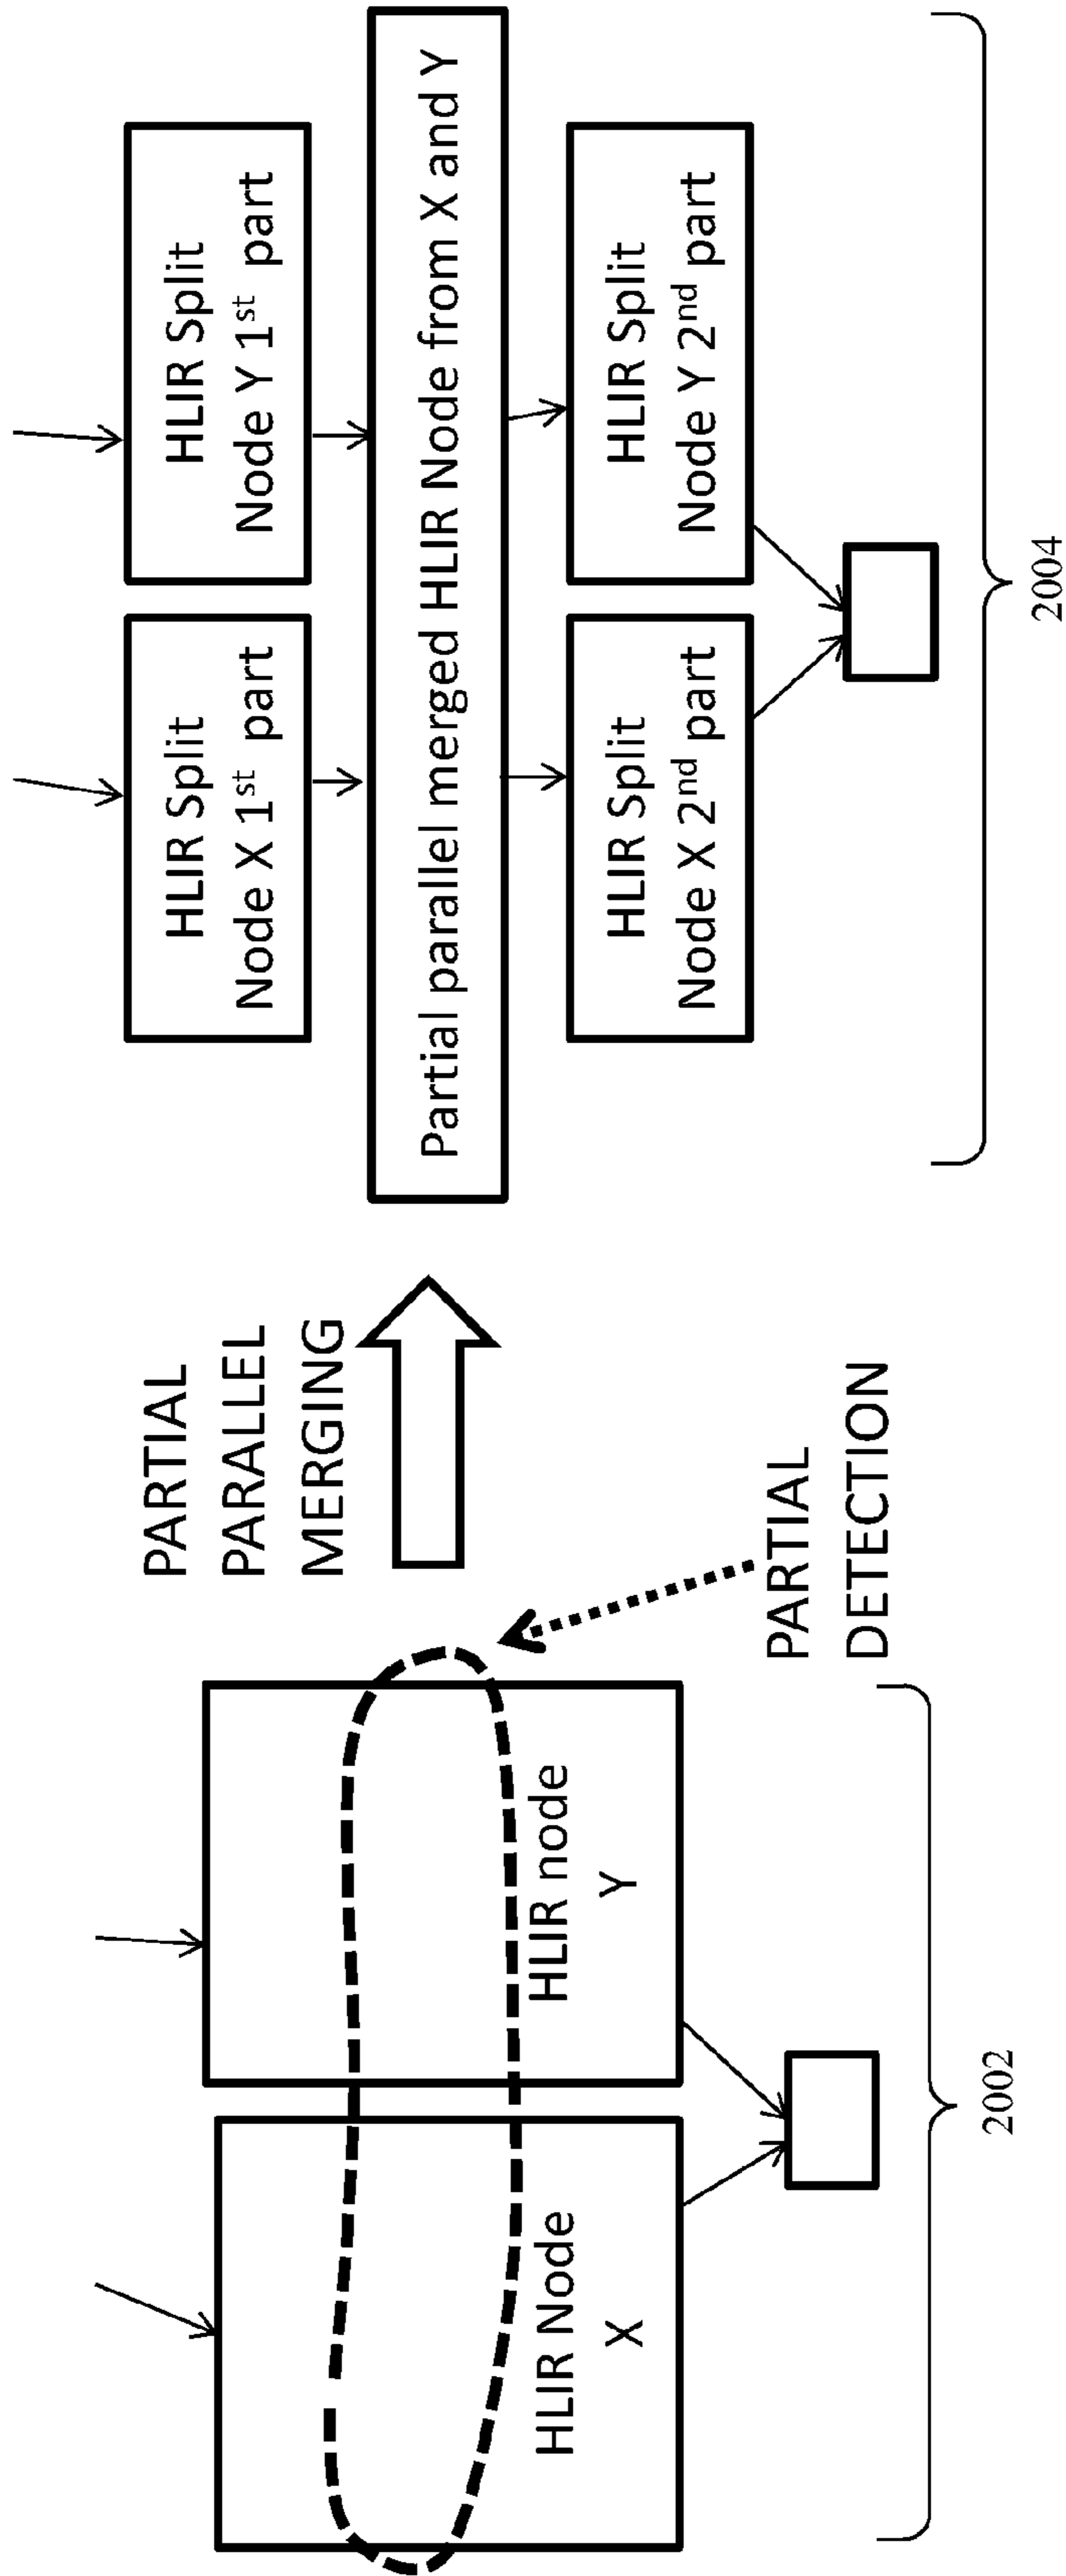 HLIR Node
X
HLIR node
Y
2002
PARTIAL
PARALLEL
MERGING
PARTIAL
DETECTION
HLIR Split
Node X 1st part
HLIR Split
Node Y 1st part
Partial parallel merged HLIR Node from X and Y
HLIR Split
Node X 2nd part
HLIR Split
Node Y 2nd part
2004